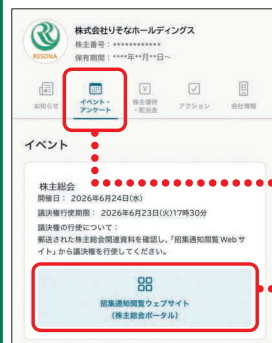 株式会社りそなホールディングス
株主番号：************
保有期間：****年**月**日~
RESONA
お知らせ
イベント・
アンケート
株主優待
・配当金
アクション
会社情報
イベント
株主総会
開催日： 2026年6月24日(水)
議決権行使期限： 2026年6月23日(火)17時30分
議決権の行使について：
郵送された株主総会関連資料を確認し、「招集通知閲覧 Web サ
イト」から議決権を行使してください。
招集通知閲覧ウェブサイト
(株主総会ポータル)